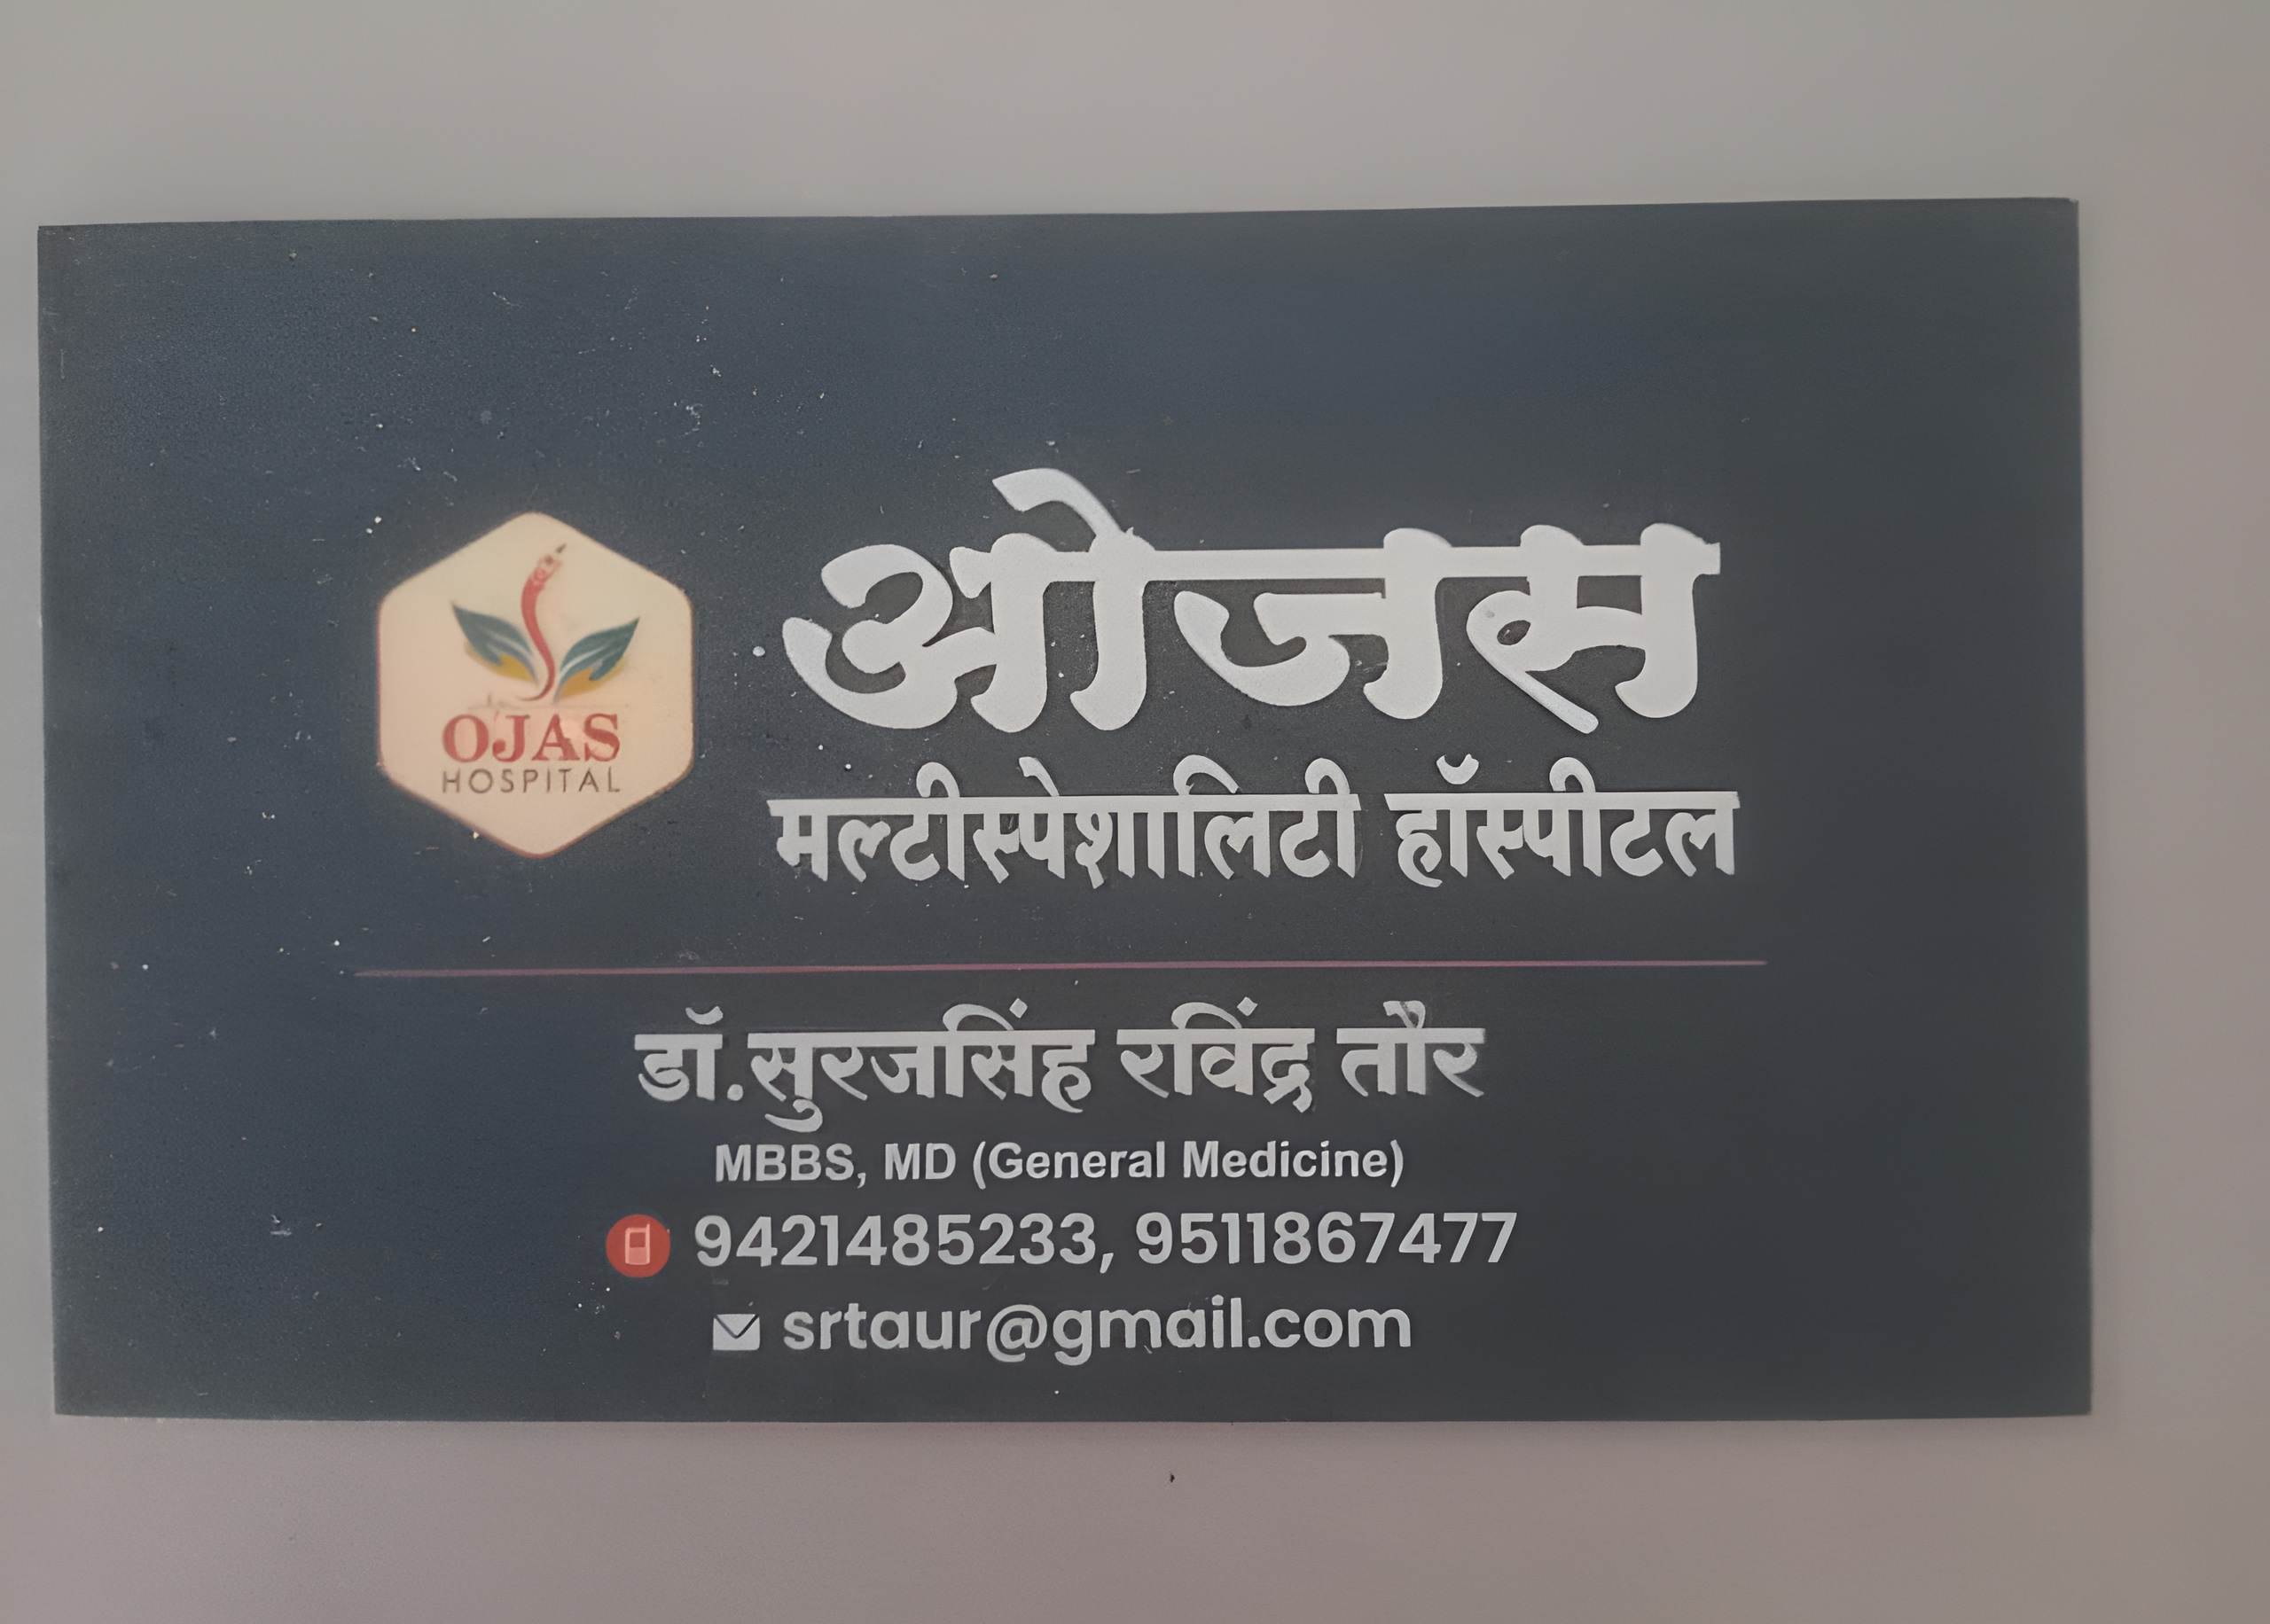 OJAS
HOSPITAL
ओजस
मल्टीस्पेशालिटी हॉस्पीटल
डॉ.सुरजसिंह रविंद्र तौर
MBBS, MD (General Medicine)
9421485233, 9511867477
srtaur@gmail.com